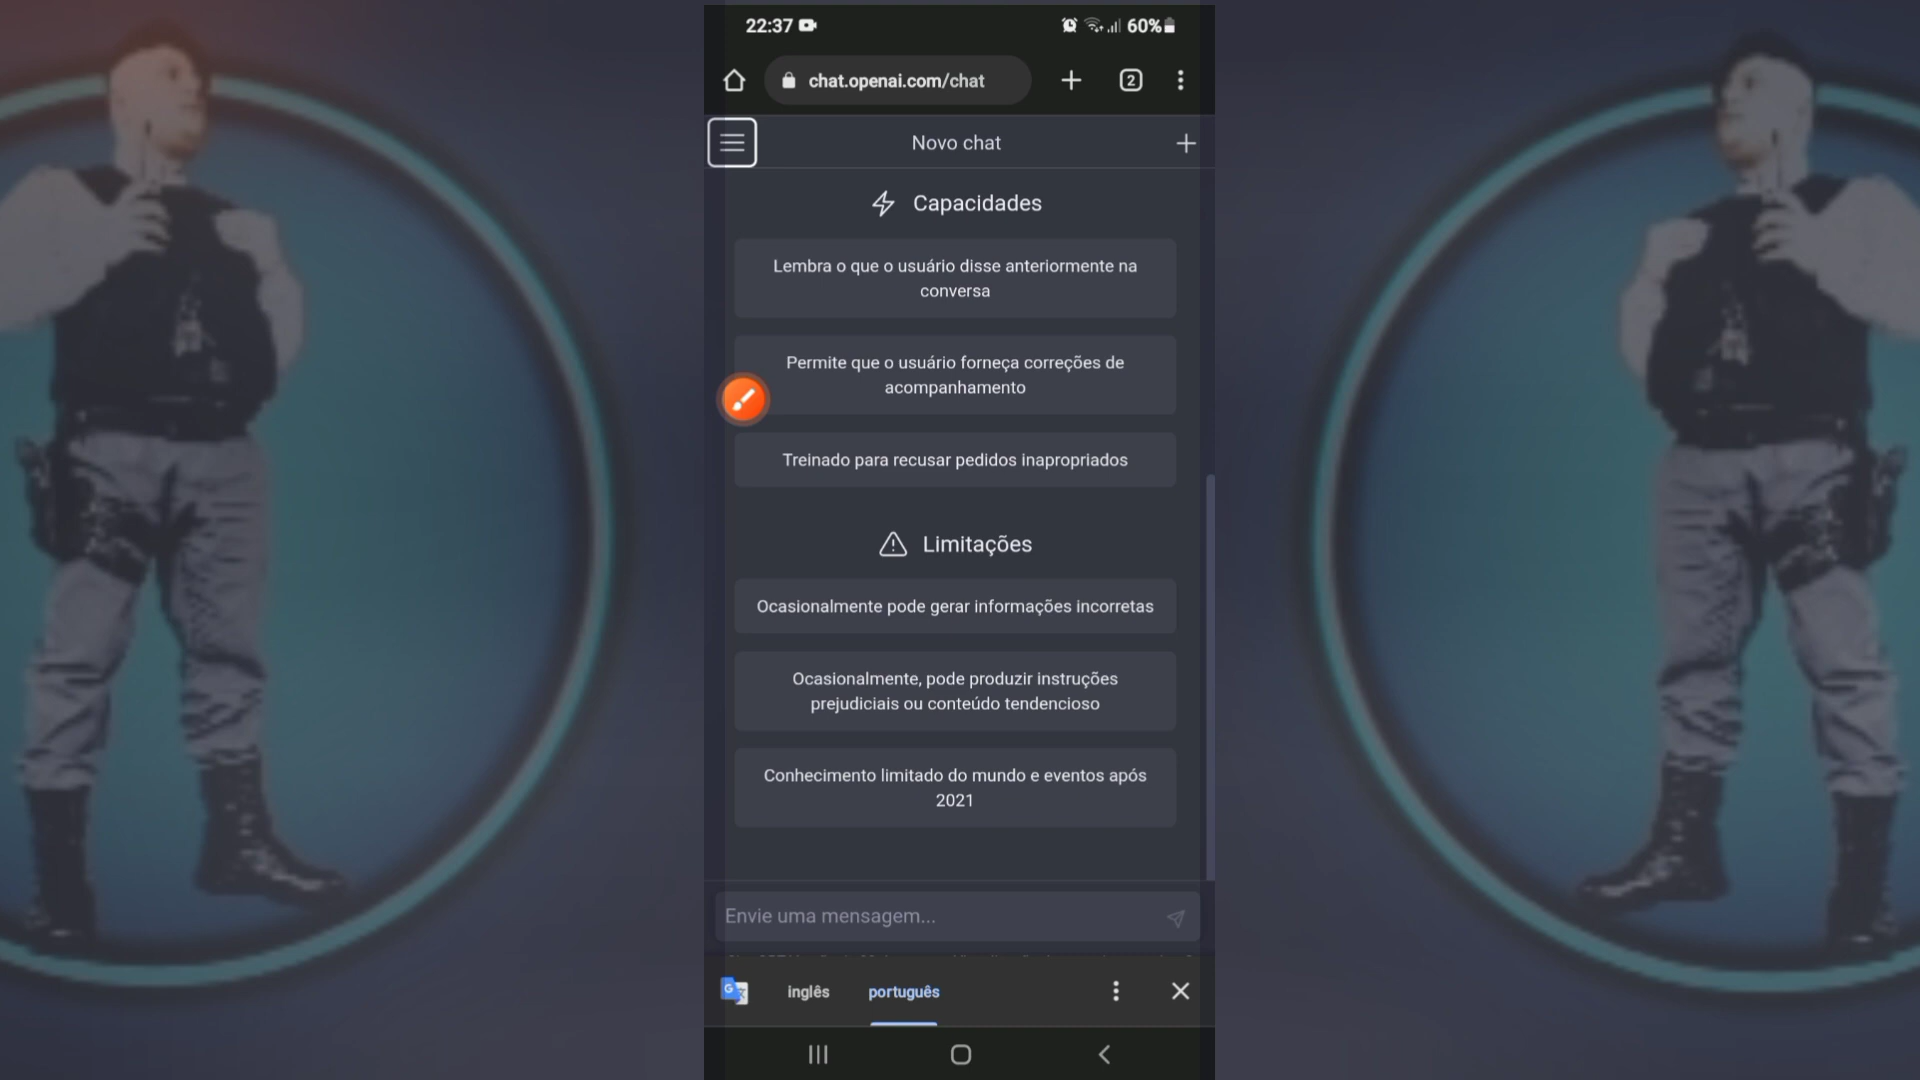 22:37
60%
chat.openai.com/chat
2
Novo chat
Capacidades
Lembra o que o usuário disse anteriormente na
conversa
Permite que o usuário forneça correções de
acompanhamento
Treinado para recusar pedidos inapropriados
Limitações
Ocasionalmente pode gerar informações incorretas
Ocasionalmente, pode produzir instruções
prejudiciais ou conteúdo tendencioso
Conhecimento limitado do mundo e eventos após
2021
Envie uma mensagem...
inglês
português